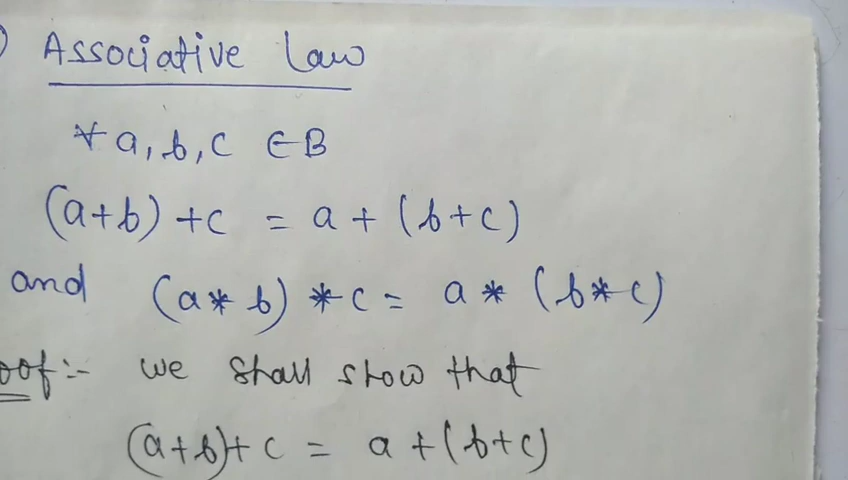 ) Associative Law
∀ a, b, c ∈ B
(a+b) + c = a + (b+c)
and (a * b) * c = a * (b * c)
oof :- we shall show that
(a+b)+ c = a +(b+c)